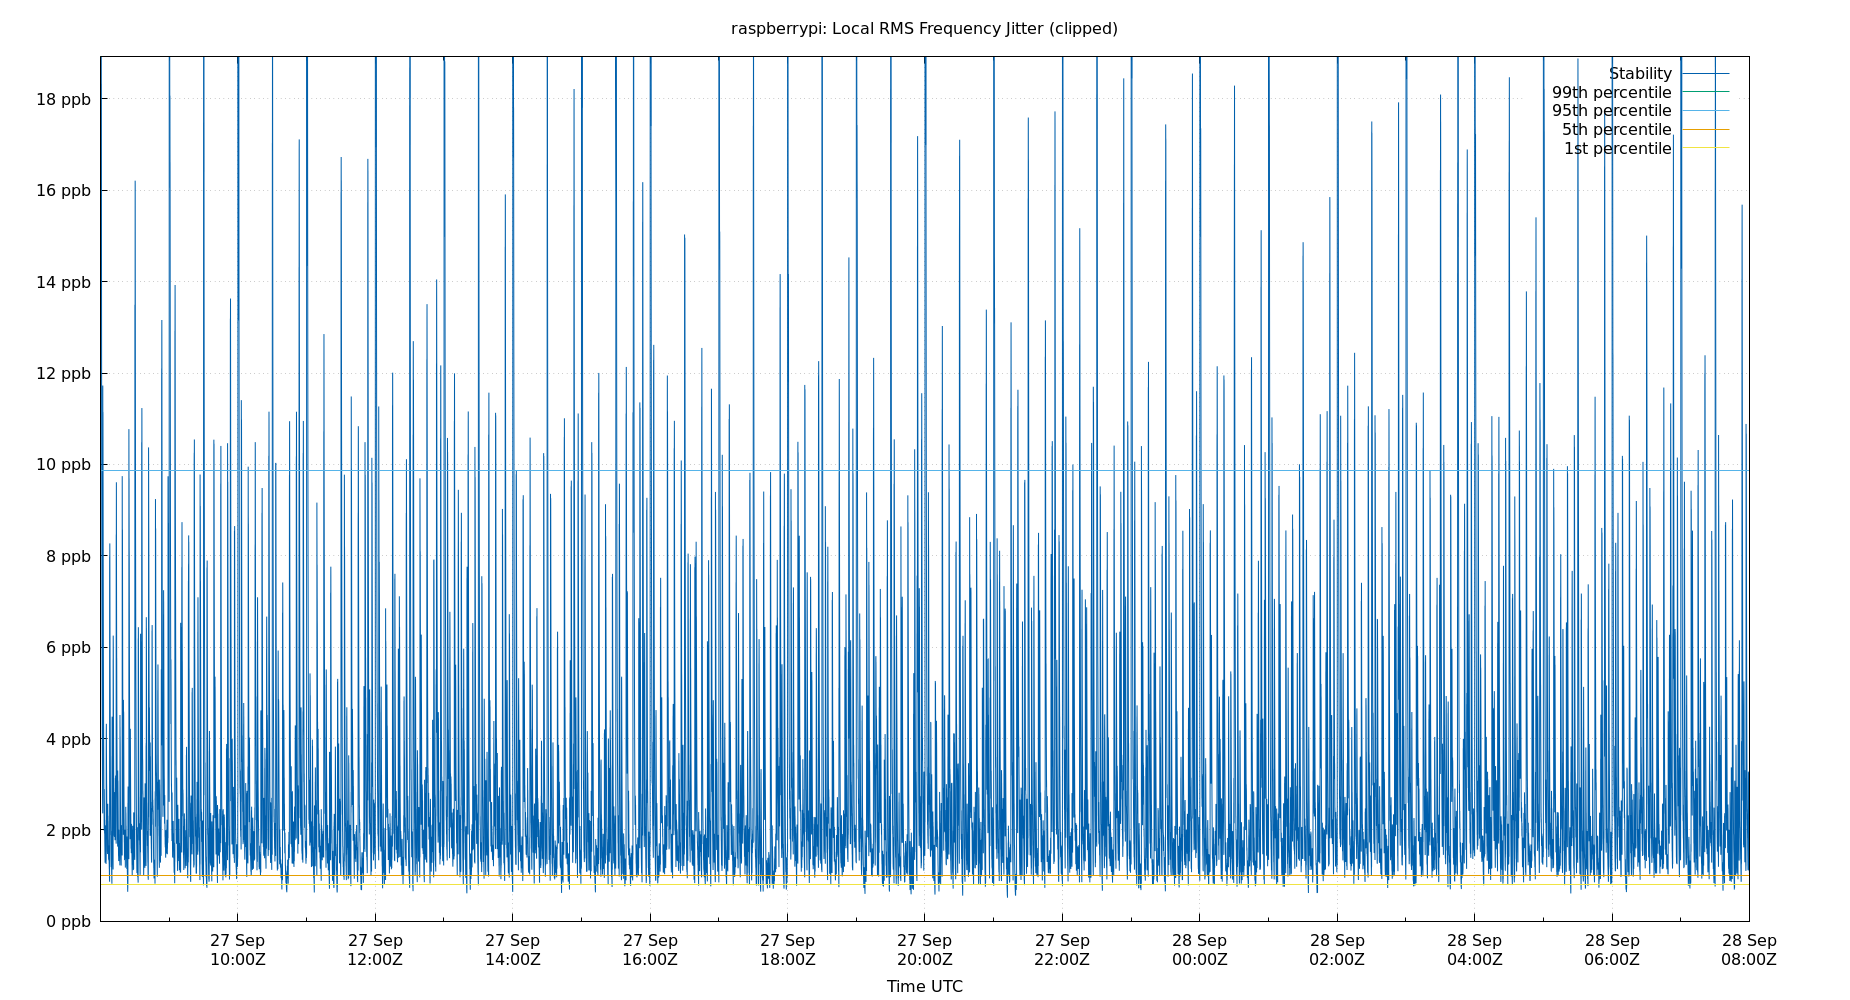 raspberrypi: Local RMS Frequency Jitter (clipped)
Stability
99th percentile
95th percentile
5th percentile
1st percentile
18 ppb
16 ppb
14 ppb
12 ppb
10 ppb
8 ppb
6 ppb
4 ppb
2 ppb
0 ppb
27 Sep 27 Sep 27 Sep 27 Sep 27 Sep 27 Sep 27 Sep 28 Sep 28 Sep 28 Sep 28 Sep 28 Sep
10:00Z 12:00Z 14:00Z 16:00Z 18:00Z 20:00Z 22:00Z 00:00Z 02:00Z 04:00Z 06:00Z 08:00Z
Time UTC